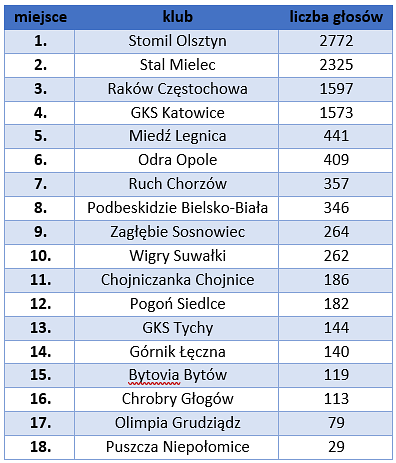 miejsce klub liczba głosów
1. Stomil Olsztyn 2772
2. Stal Mielec 2325
3. Raków Częstochowa 1597
4. GKS Katowice 1573
5. Miedź Legnica 441
6. Odra Opole 409
7. Ruch Chorzów 357
8. Podbeskidzie Bielsko-Biała 346
9. Zagłębie Sosnowiec 264
10. Wigry Suwałki 262
11. Chojniczanka Chojnice 186
12. Pogoń Siedlce 182
13. GKS Tychy 144
14. Górnik Łęczna 140
15. Bytovia Bytów 119
16. Chrobry Głogów 113
17. Olimpia Grudziądz 79
18. Puszcza Niepołomice 29